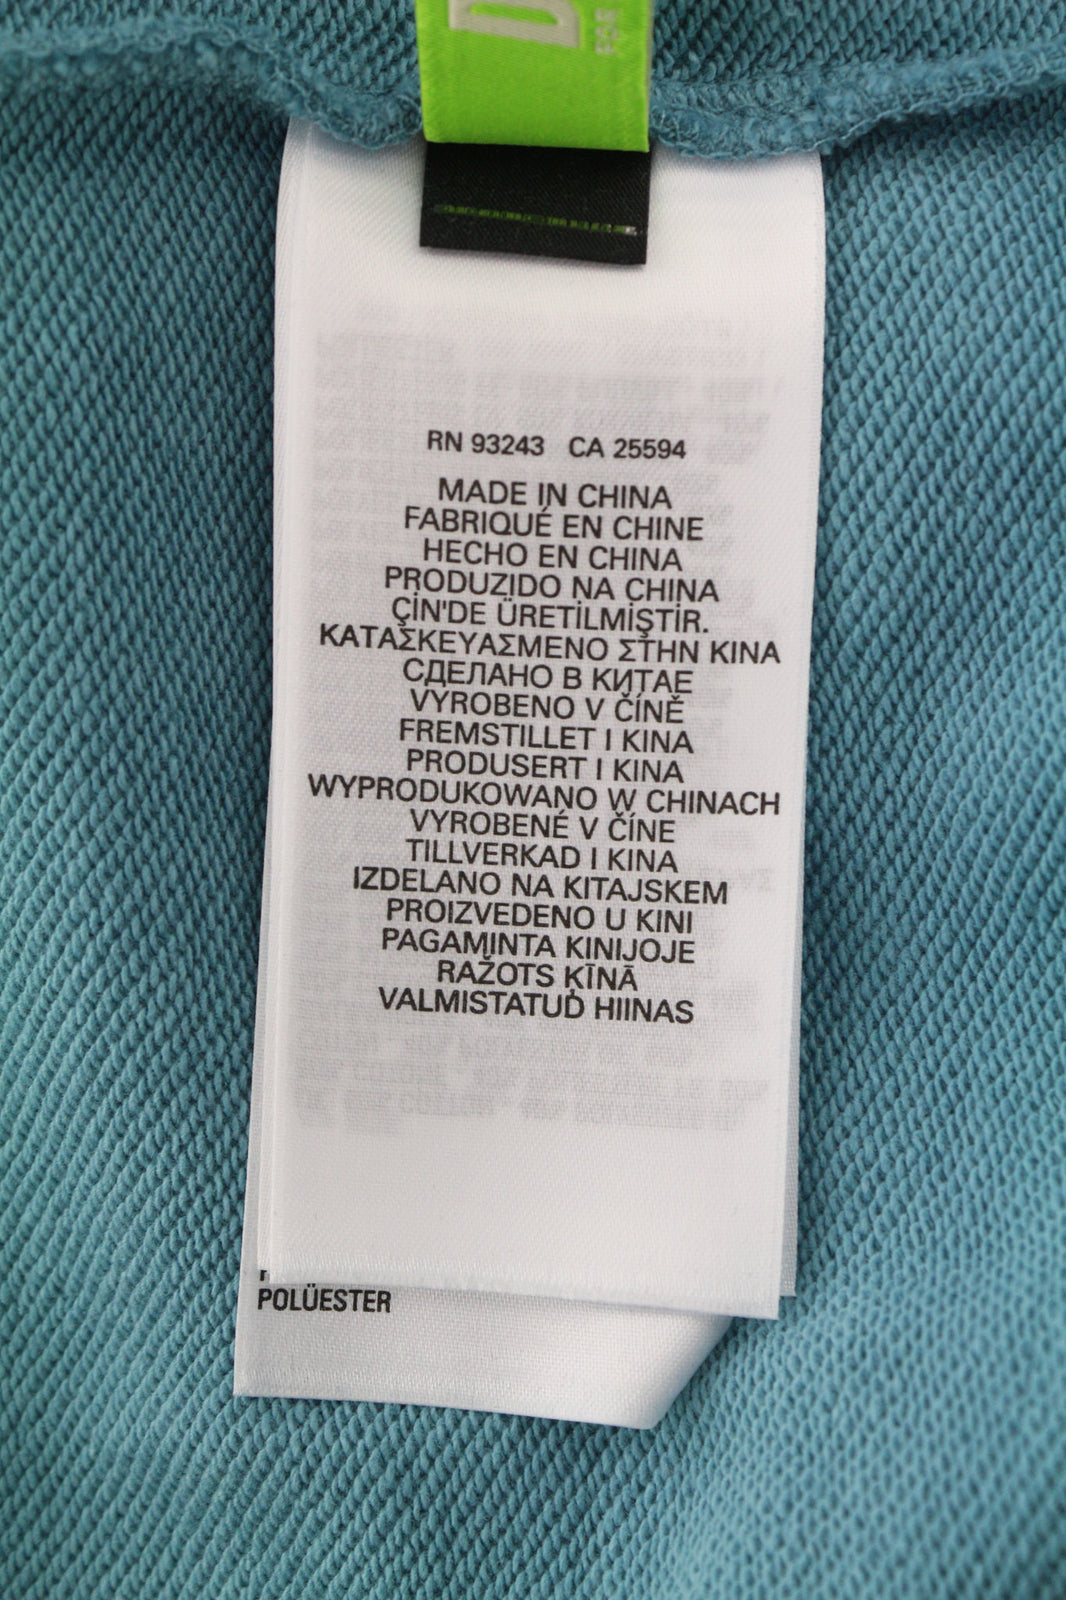 RN 93243 CA 25594
MADE IN CHINA
FABRIQUÉ EN CHINE
HECHO EN CHINA
PRODUZIDO NA CHINA
ÇİN'DE ÜRETİLMİŞTİR.
ΚΑΤΑΣΚΕΥΑΣΜΕΝΟ ΣΤΗΝ ΚΙΝΑ
СДЕЛАНО В КИТАЕ
VYROBENO V ČÍNĚ
FREMSTILLET I KINA
PRODUSERT I KINA
WYPRODUKOWANO W CHINACH
VYROBENÉ V ČÍNE
TILLVERKAD I KINA
IZDELANO NA KITAJSKEM
PROIZVEDENO U KINI
PAGAMINTA KINIJOJE
RAŽOTS ĶĪNĀ
VALMISTATUD HIINAS
POLÜESTER